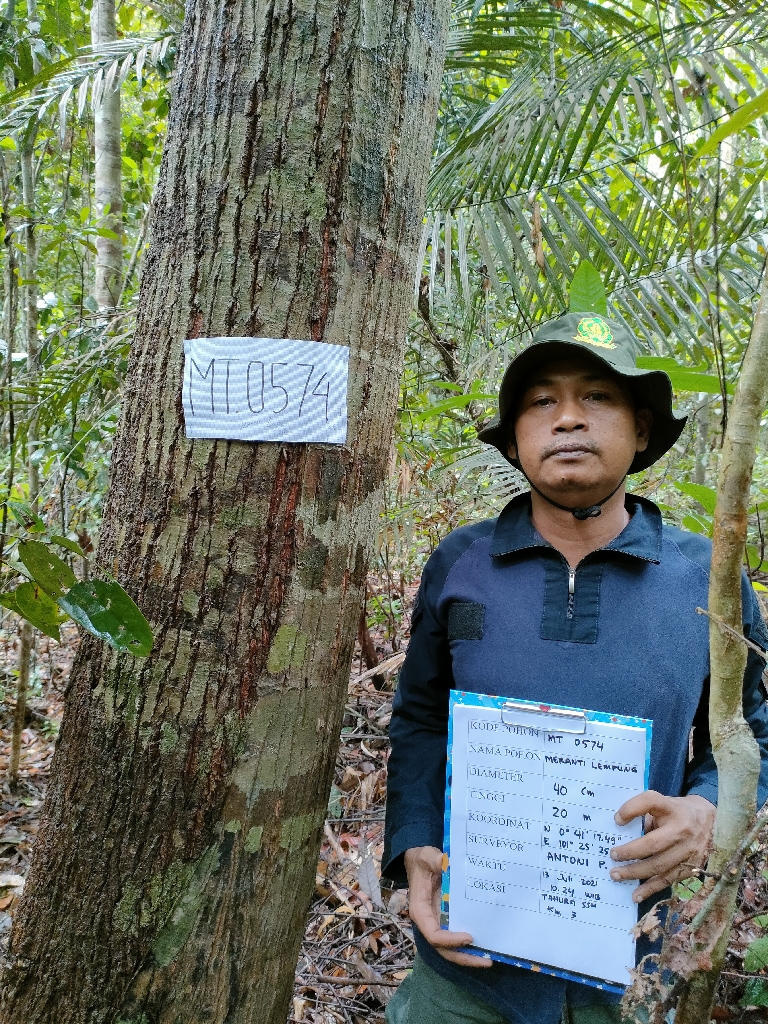 MT.0574
KODE POHON MT 0574
NAMA POHON MERANTI LEMPUNG
DIAMETER 40 Cm
TINGGI 20 m
KOORDINAT N 0° 41' 17.49"
E 101° 25' 25
SURVEYOR ANTONI P.
WAKTU 13 Juli 2021
10.24 WIB
LOKASI TAHURA SSH
Km 3